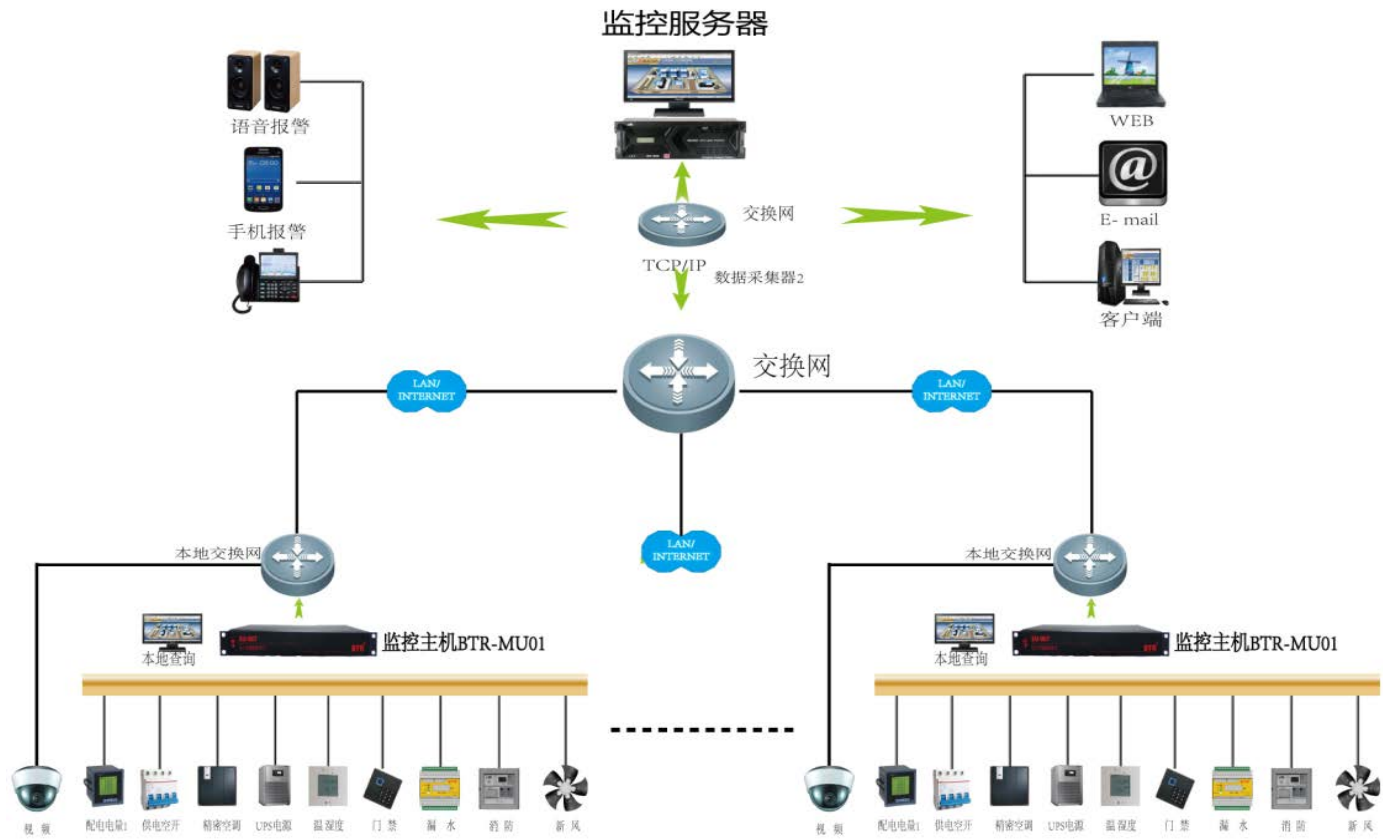 监控服务器
语音报警
手机报警
WEB
E- mail
客户端
交换网
TCP/IP
数据采集器2
交换网
LAN/
INTERNET
LAN/
INTERNET
LAN/
INTERNET
本地交换网
本地查询
监控主机BTR-MU01
BTR
视 频
配电电量1
供电空开
精密空调
UPS电源
温湿度
门 禁
漏 水
消 防
新 风
本地交换网
本地查询
监控主机BTR-MU01
BTR
视 频
配电电量1
供电空开
精密空调
UPS电源
温湿度
门 禁
漏 水
消 防
新 风